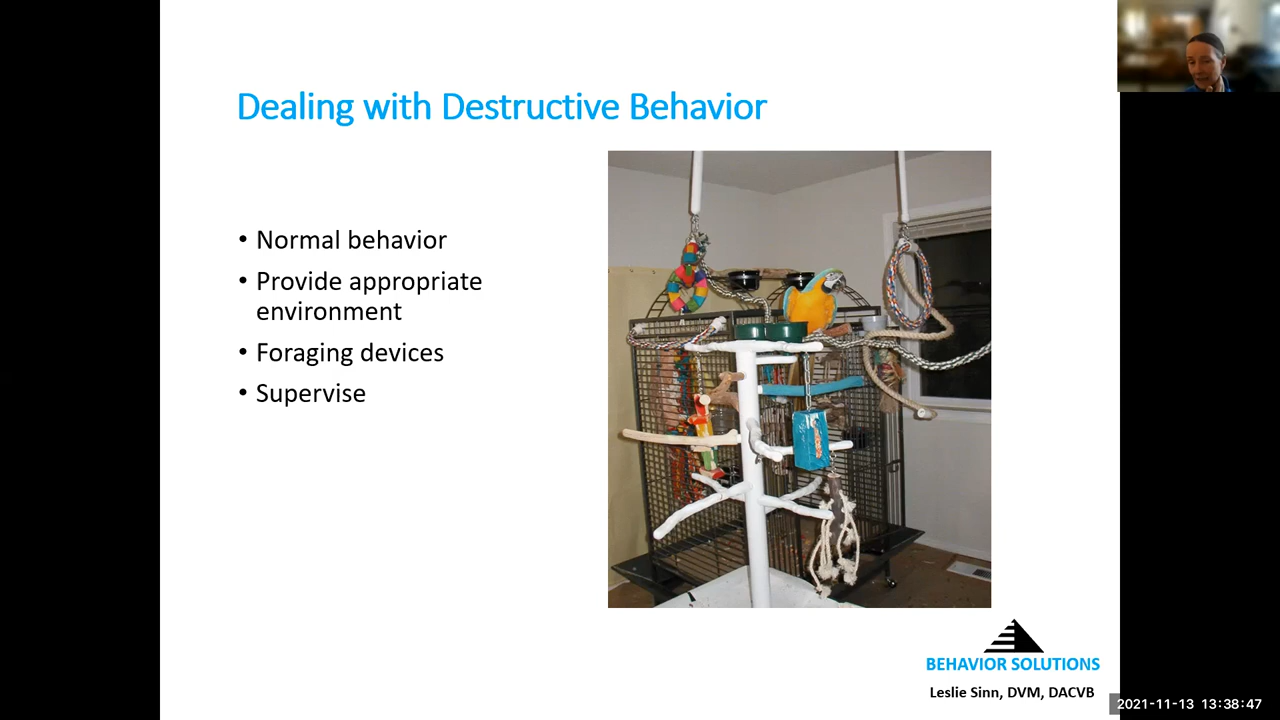 Dealing with Destructive Behavior
• Normal behavior
• Provide appropriate
environment
• Foraging devices
• Supervise
BEHAVIOR SOLUTIONS
Leslie Sinn, DVM, DACVB
2021-11-13 13:38:47